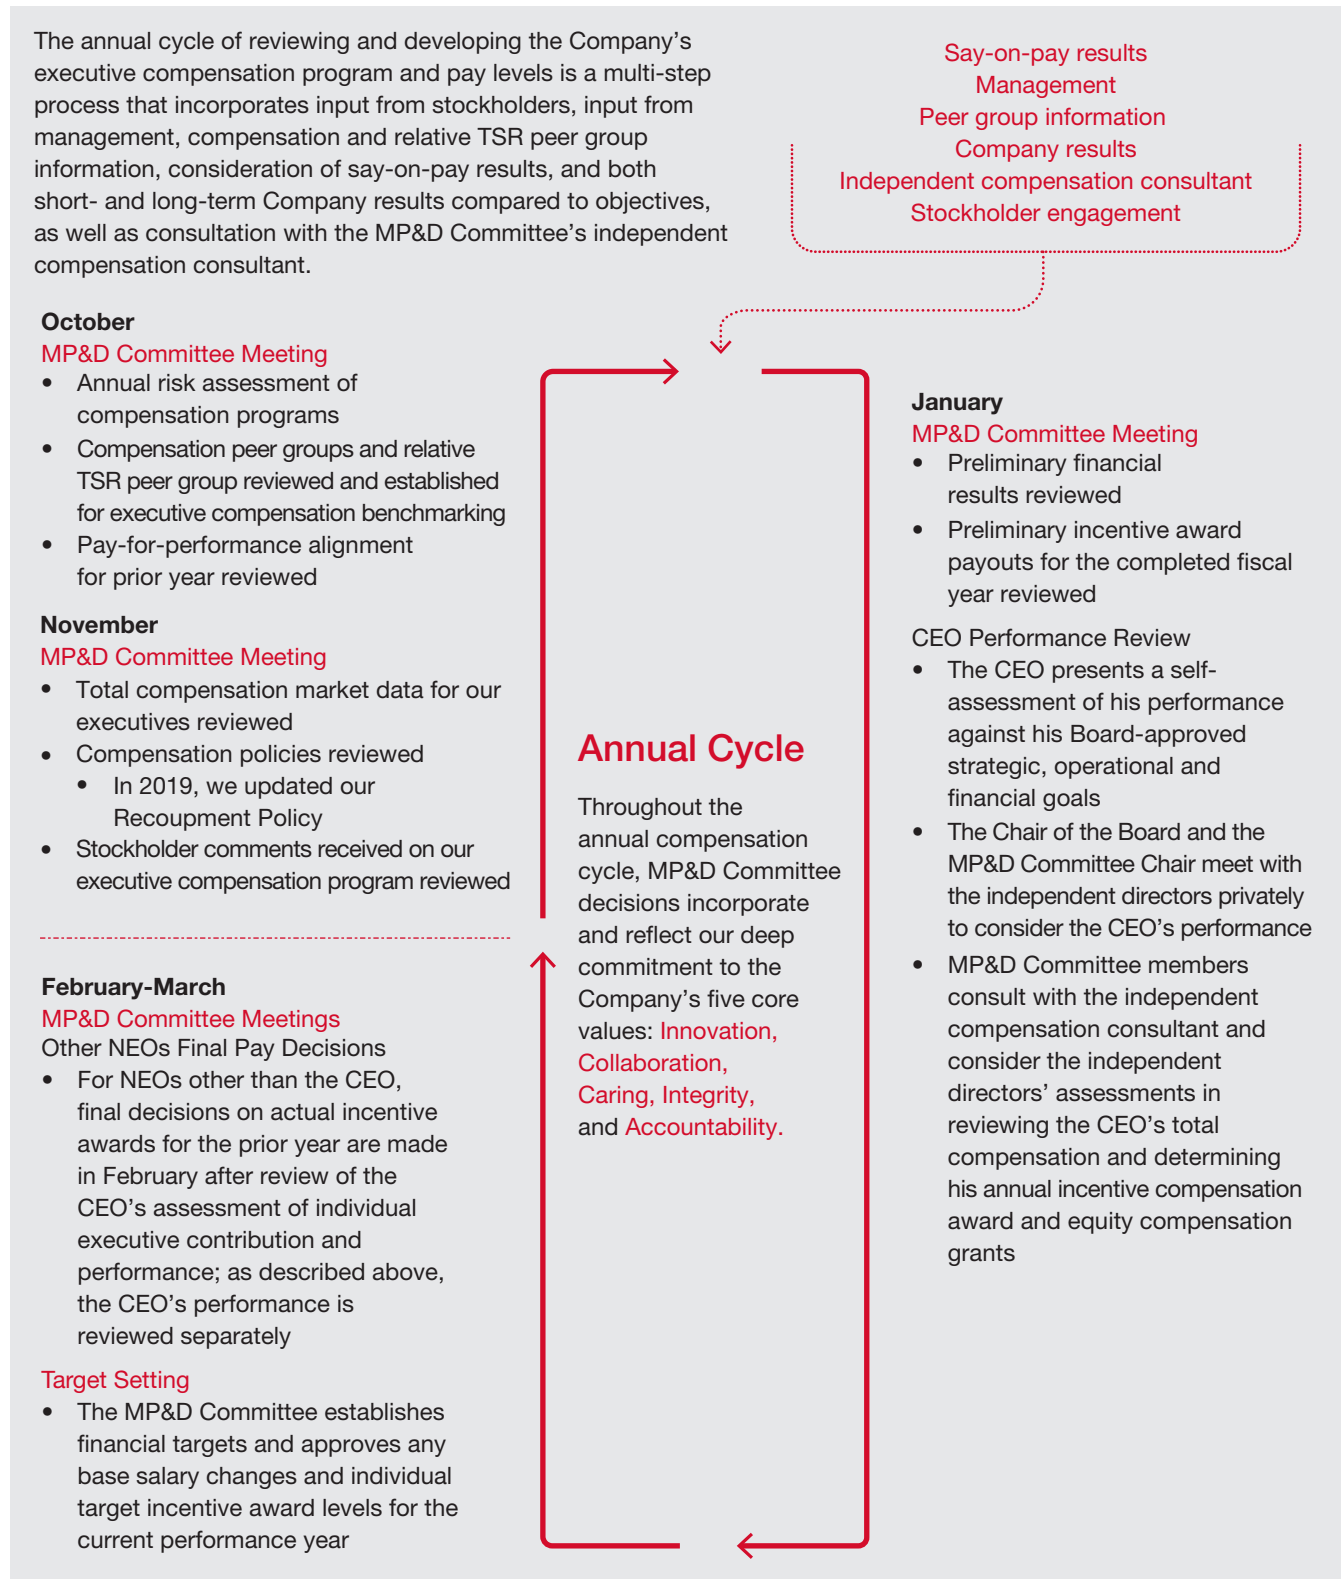 The annual cycle of reviewing and developing the Company's
executive compensation program and pay levels is a multi-step
process that incorporates input from stockholders, input from
management, compensation and relative TSR peer group
information, consideration of say-on-pay results, and both
short- and long-term Company results compared to objectives,
as well as consultation with the MP&D Committee's independent
compensation consultant.
Say-on-pay results
Management
Peer group information
Company results
Independent compensation consultant
Stockholder engagement
October
MP&D Committee Meeting
• Annual risk assessment of
compensation programs
• Compensation peer groups and relative
TSR peer group reviewed and established
for executive compensation benchmarking
• Pay-for-performance alignment
for prior year reviewed
November
MP&D Committee Meeting
• Total compensation market data for our
executives reviewed
• Compensation policies reviewed
• In 2019, we updated our
Recoupment Policy
• Stockholder comments received on our
executive compensation program reviewed
February-March
MP&D Committee Meetings
Other NEOs Final Pay Decisions
• For NEOs other than the CEO,
final decisions on actual incentive
awards for the prior year are made
in February after review of the
CEO's assessment of individual
executive contribution and
performance; as described above,
the CEO's performance is
reviewed separately
Target Setting
• The MP&D Committee establishes
financial targets and approves any
base salary changes and individual
target incentive award levels for the
current performance year
Annual Cycle
Throughout the
annual compensation
cycle, MP&D Committee
decisions incorporate
and reflect our deep
commitment to the
Company's five core
values: Innovation,
Collaboration,
Caring, Integrity,
and Accountability.
January
MP&D Committee Meeting
• Preliminary financial
results reviewed
• Preliminary incentive award
payouts for the completed fiscal
year reviewed
CEO Performance Review
• The CEO presents a self-
assessment of his performance
against his Board-approved
strategic, operational and
financial goals
• The Chair of the Board and the
MP&D Committee Chair meet with
the independent directors privately
to consider the CEO's performance
• MP&D Committee members
consult with the independent
compensation consultant and
consider the independent
directors' assessments in
reviewing the CEO's total
compensation and determining
his annual incentive compensation
award and equity compensation
grants